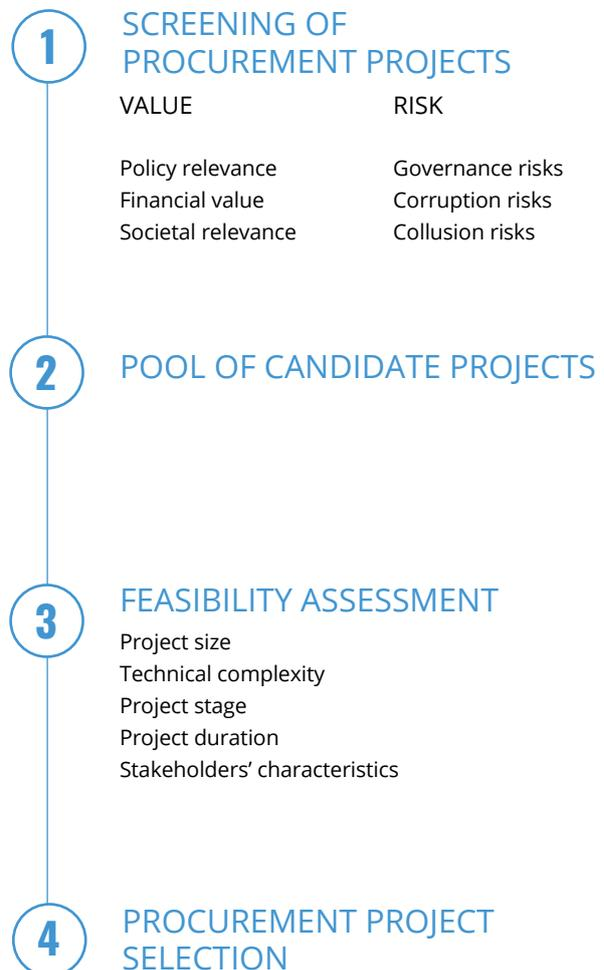 1
SCREENING OF
PROCUREMENT PROJECTS
VALUE RISK
Policy relevance Governance risks
Financial value Corruption risks
Societal relevance Collusion risks
2
POOL OF CANDIDATE PROJECTS
3
FEASIBILITY ASSESSMENT
Project size
Technical complexity
Project stage
Project duration
Stakeholders’ characteristics
4
PROCUREMENT PROJECT
SELECTION